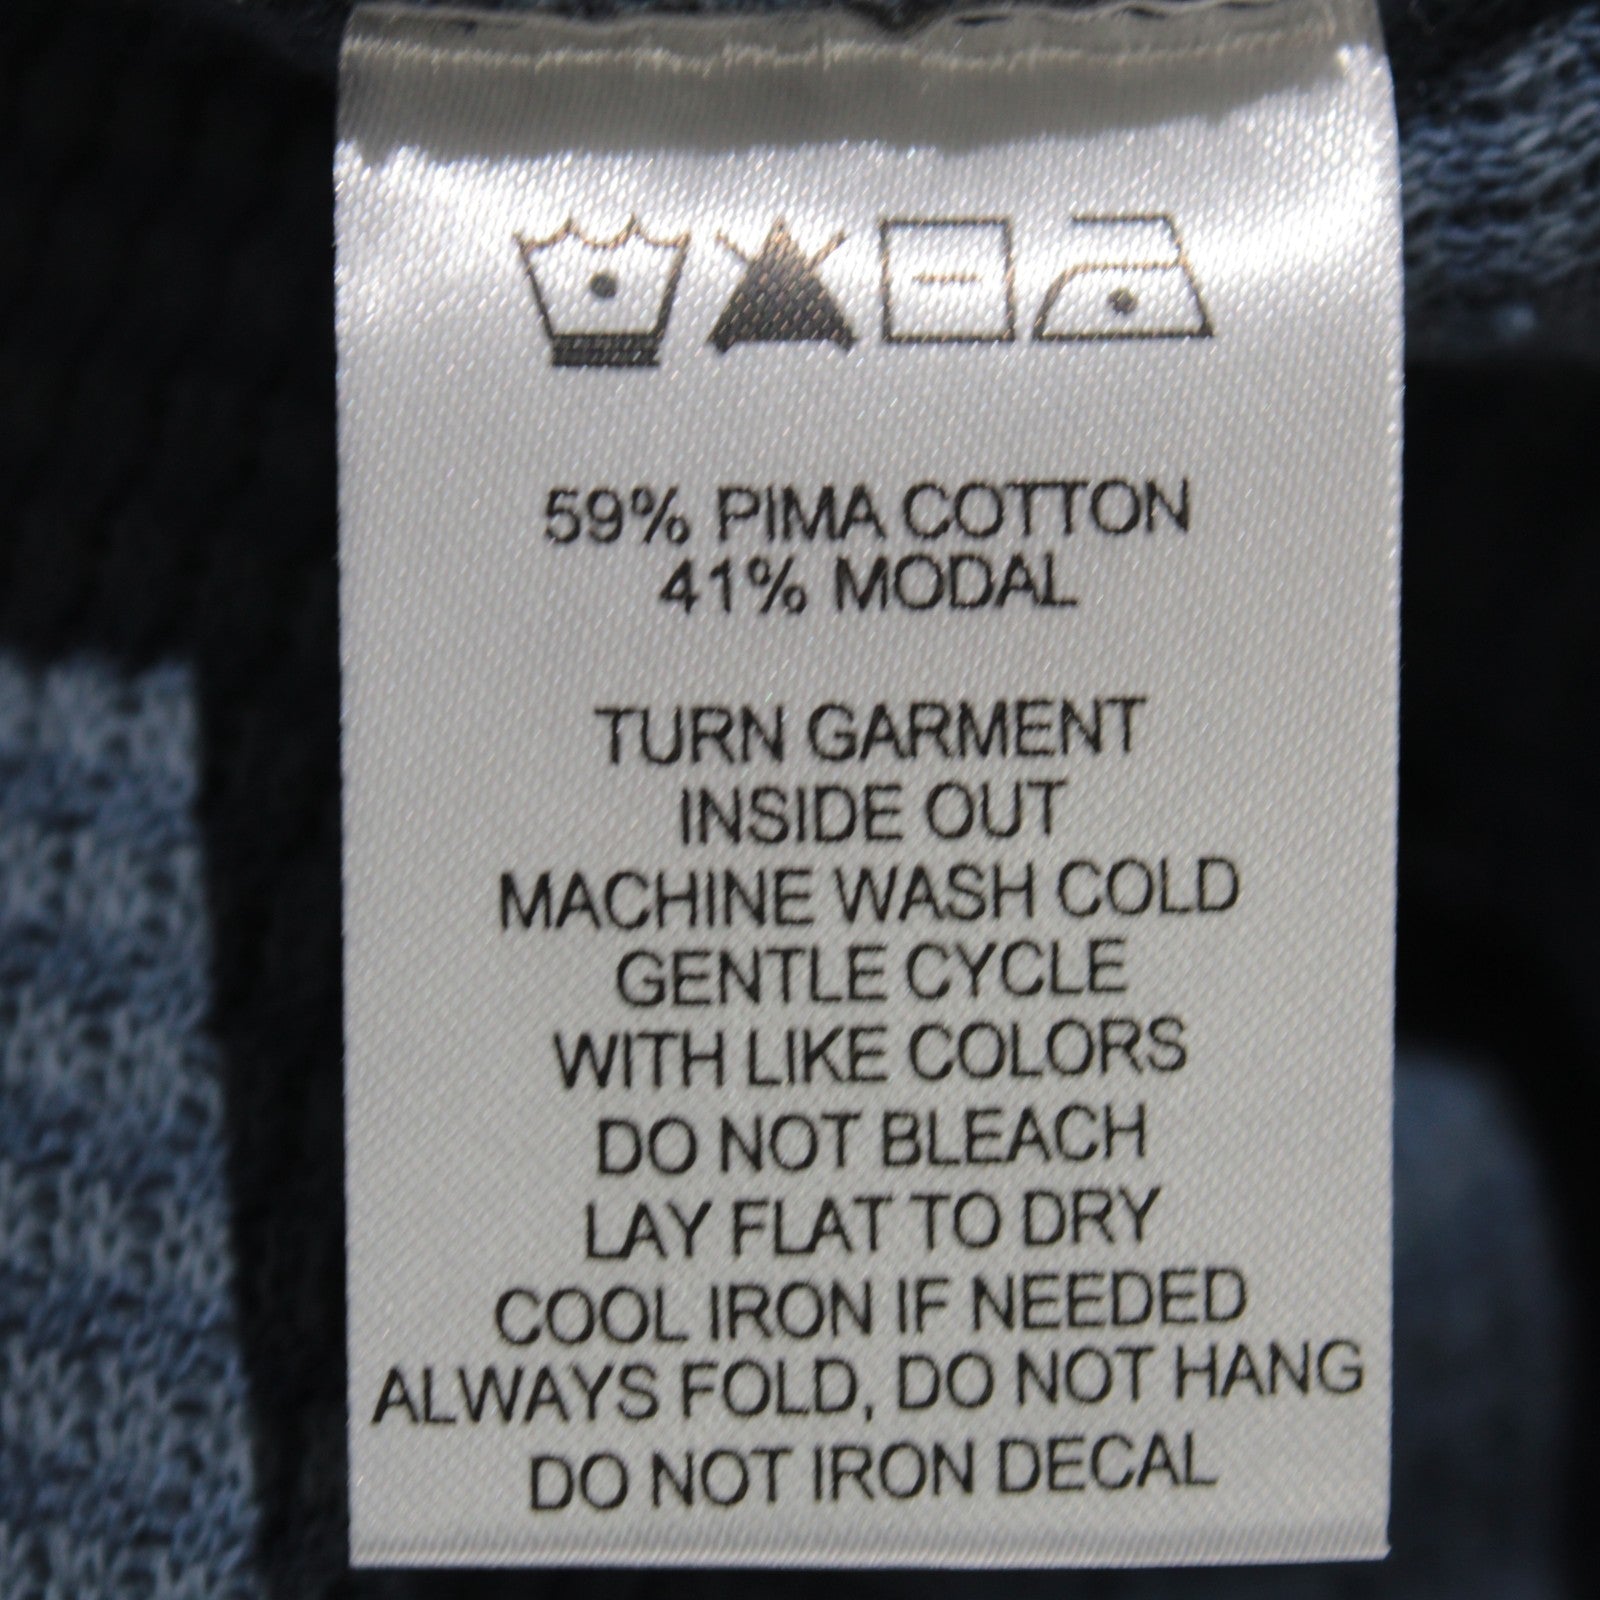 59% PIMA COTTON
41% MODAL
TURN GARMENT
INSIDE OUT
MACHINE WASH COLD
GENTLE CYCLE
WITH LIKE COLORS
DO NOT BLEACH
LAY FLAT TO DRY
COOL IRON IF NEEDED
ALWAYS FOLD, DO NOT HANG
DO NOT IRON DECAL